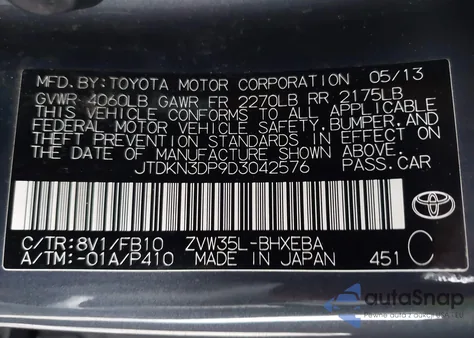 MFD. BY: TOYOTA MOTOR CORPORATION 05/13
GVWR 4060LB GAWR FR 2270LB RR 2175LB
THIS VEHICLE CONFORMS TO ALL APPLICABLE
FEDERAL MOTOR VEHICLE SAFETY, BUMPER, AND
THEFT PREVENTION STANDARDS IN EFFECT ON
THE DATE OF MANUFACTURE SHOWN ABOVE.
JTDKN3DP9D3042576 PASS. CAR
TOYOTA
C/TR: 8V1/FB10 ZVW35L-BHXEBA
A/TM: -01A/P410 MADE IN JAPAN 451 C
autaSnap